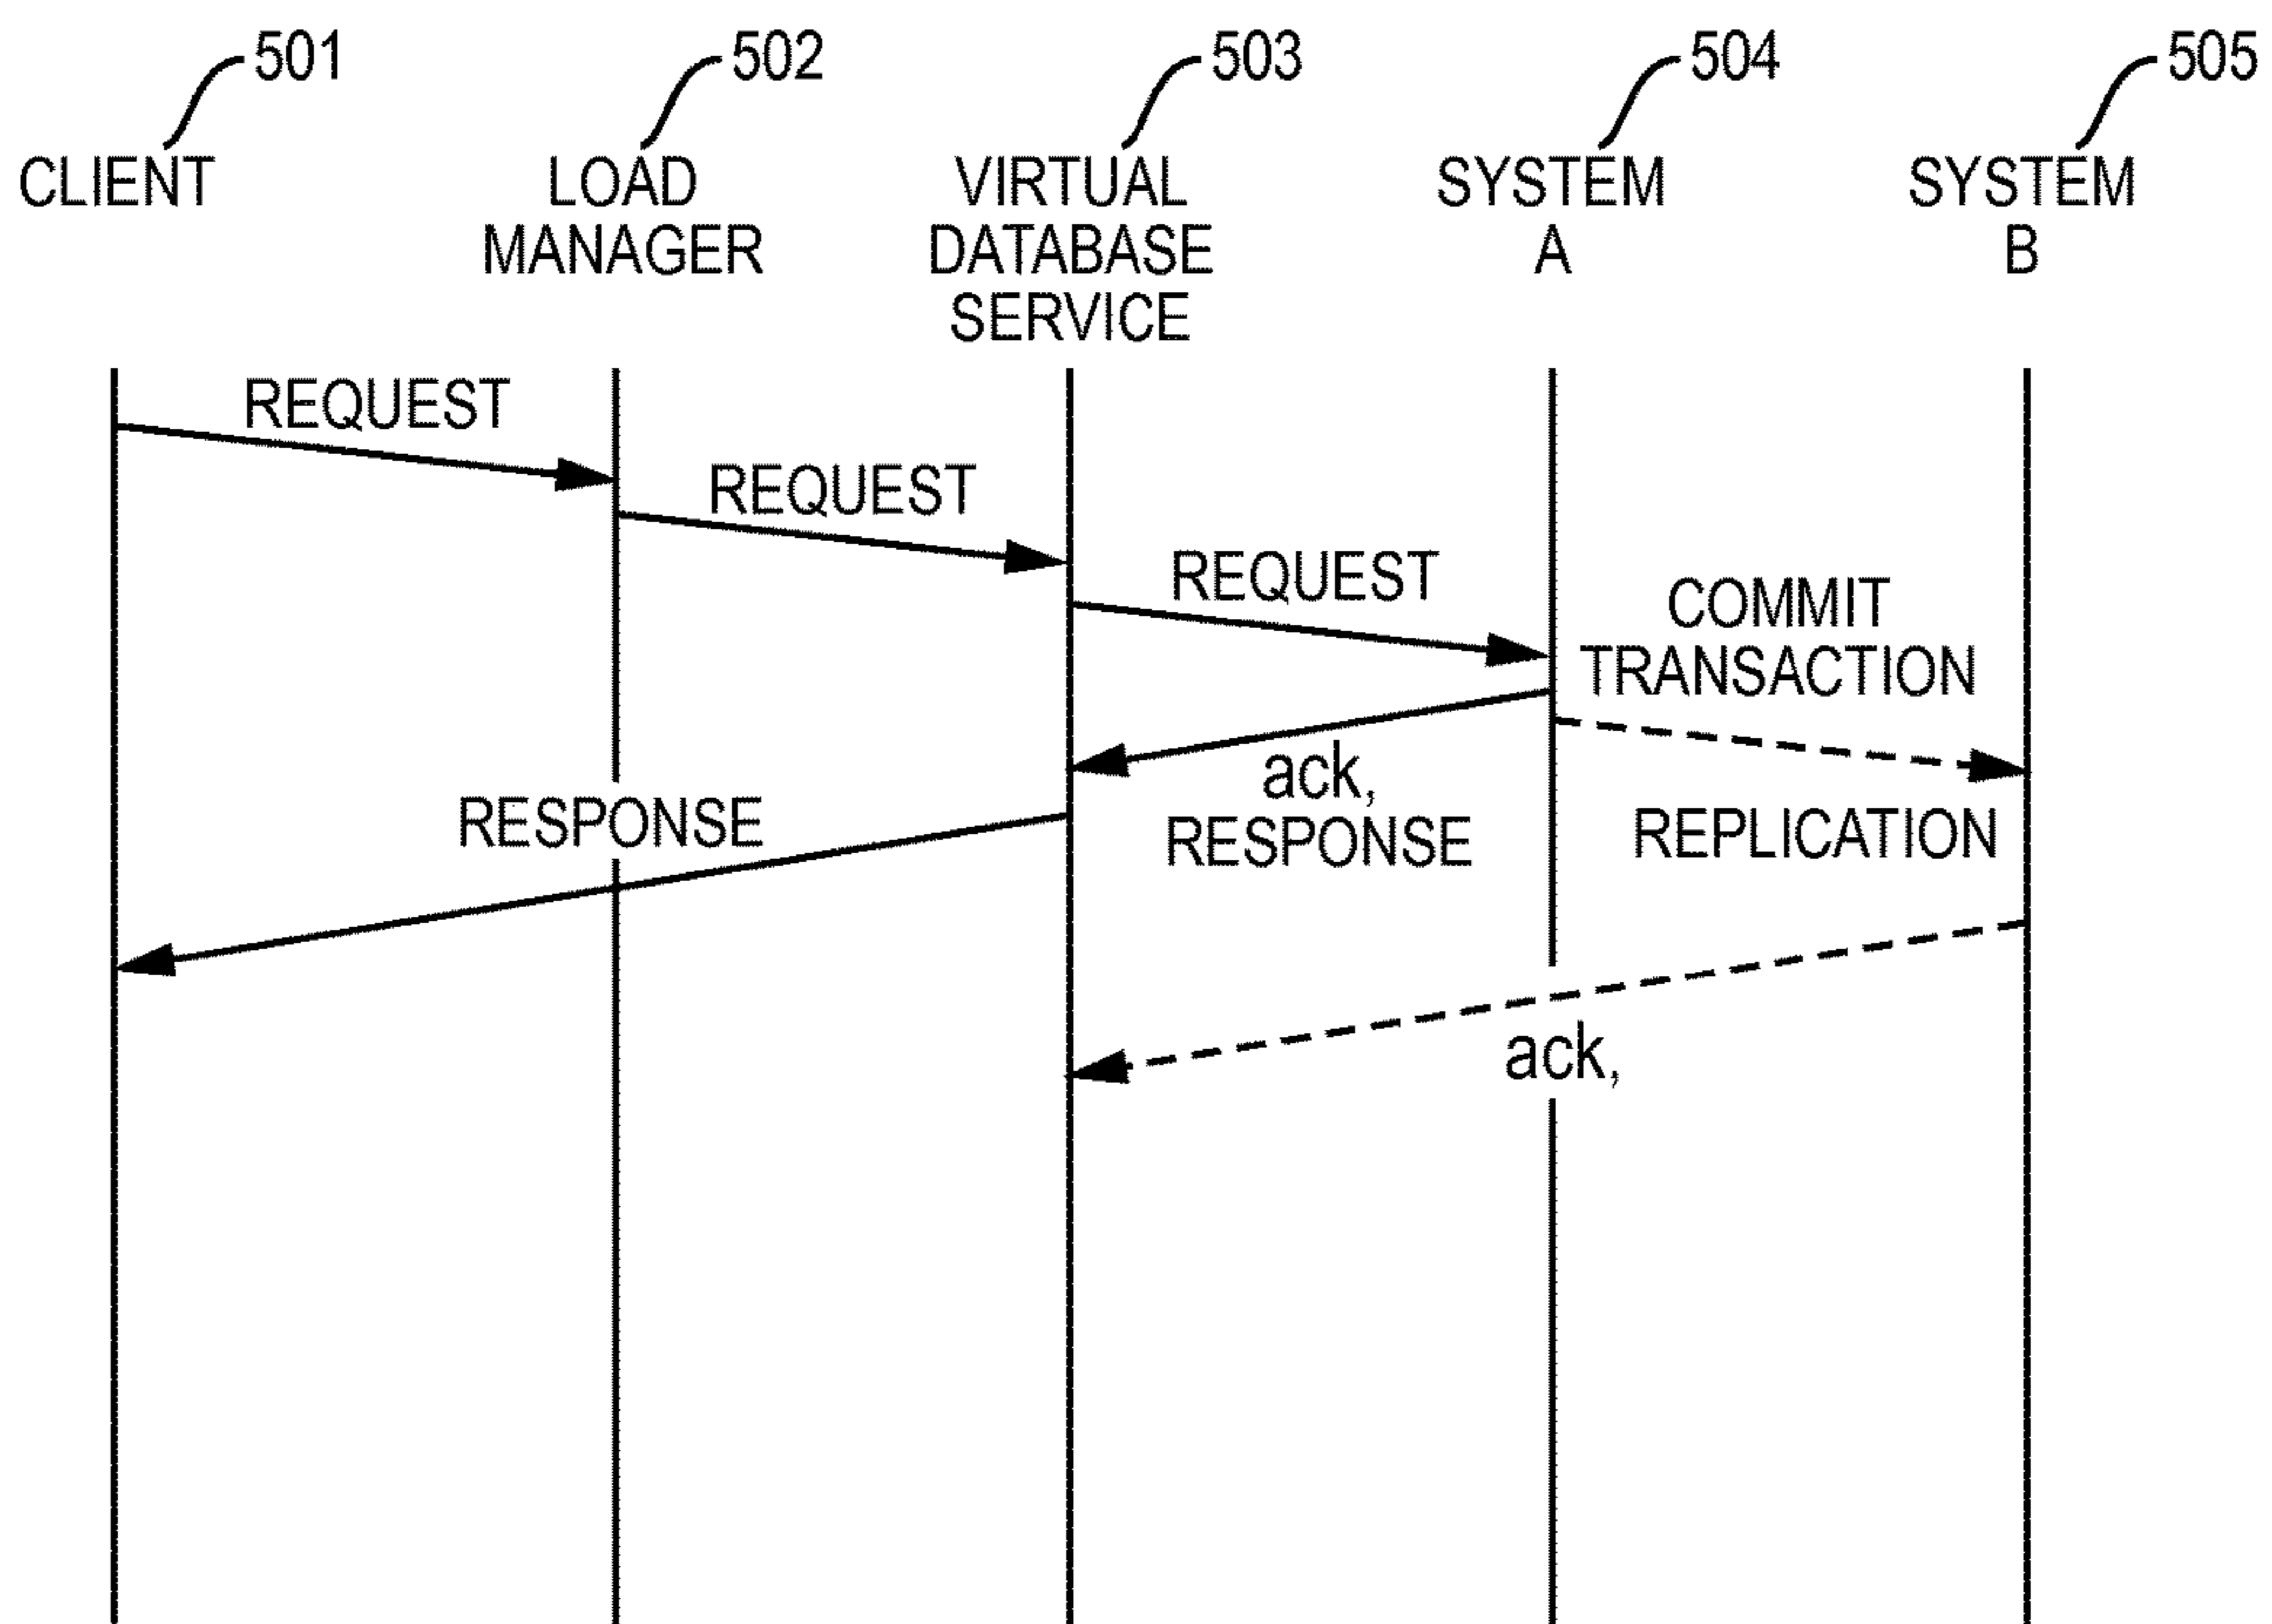 501
502
503
504
505
CLIENT
LOAD
MANAGER
VIRTUAL
DATABASE
SERVICE
SYSTEM
A
SYSTEM
B
REQUEST
REQUEST
REQUEST
COMMIT
TRANSACTION
ack,
RESPONSE
REPLICATION
RESPONSE
ack,